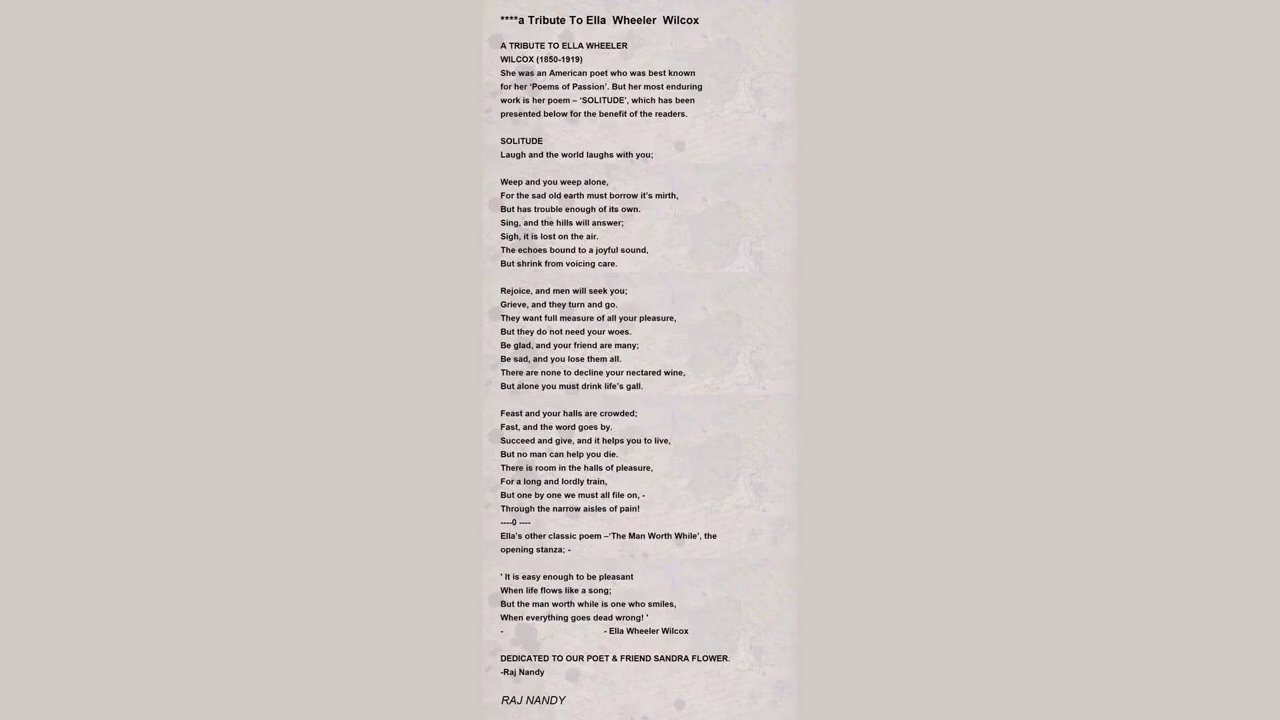 ****a Tribute To Ella  Wheeler  Wilcox
A TRIBUTE TO ELLA WHEELER
WILCOX (1850-1919)
She was an American poet who was best known
for her ‘Poems of Passion’. But her most enduring
work is her poem – ‘SOLITUDE’, which has been
presented below for the benefit of the readers.
SOLITUDE
Laugh and the world laughs with you;
Weep and you weep alone,
For the sad old earth must borrow it’s mirth,
But has trouble enough of its own.
Sing, and the hills will answer;
Sigh, it is lost on the air.
The echoes bound to a joyful sound,
But shrink from voicing care.
Rejoice, and men will seek you;
Grieve, and they turn and go.
They want full measure of all your pleasure,
But they do not need your woes.
Be glad, and your friend are many;
Be sad, and you lose them all.
There are none to decline your nectared wine,
But alone you must drink life’s gall.
Feast and your halls are crowded;
Fast, and the word goes by.
Succeed and give, and it helps you to live,
But no man can help you die.
There is room in the halls of pleasure,
For a long and lordly train,
But one by one we must all file on, -
Through the narrow aisles of pain!
----0 ----
Ella’s other classic poem –‘The Man Worth While’, the
opening stanza; -
' It is easy enough to be pleasant
When life flows like a song;
But the man worth while is one who smiles,
When everything goes dead wrong! '
- - Ella Wheeler Wilcox
DEDICATED TO OUR POET & FRIEND SANDRA FLOWER.
-Raj Nandy
RAJ NANDY